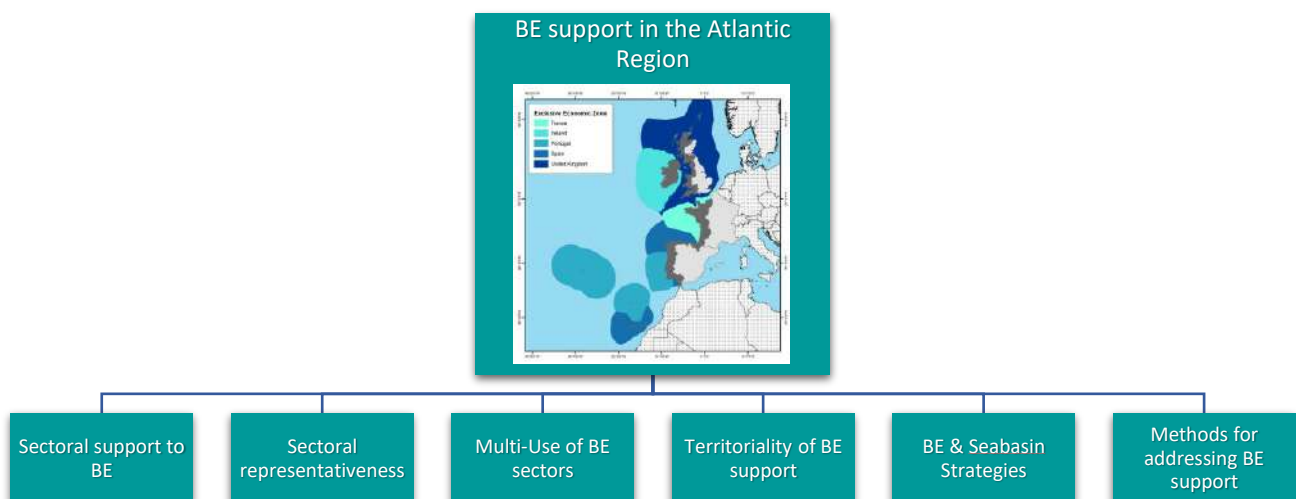 BE support in the Atlantic
Region
Exclusive Economic Zone
France
Ireland
Portugal
Spain
United Kingdom
Sectoral support to
BE
Sectoral
representativeness
Multi-Use of BE
sectors
Territoriality of BE
support
BE & Seabasin
Strategies
Methods for
addressing BE
support